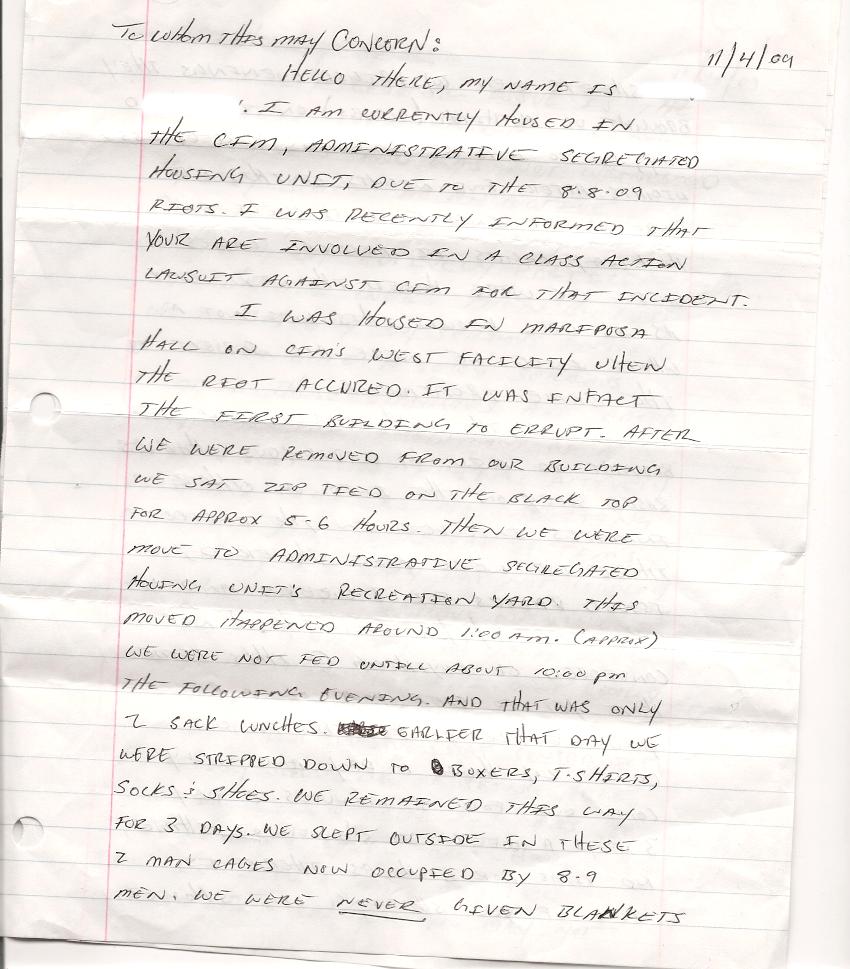 To Whom This May Concorn:
11/4/09
Hello there, my name is
. I am currently housed in
the CIM, Administrative Segregated
Housing Unit, due to the 8.8.09
riots. I was recently informed that
your are involved in a class action
lawsuit against CIM for that incident.
I was housed in Mariposa
Hall on CIM's West Facility when
the riot accured. It was infact
the first building to errupt. After
we were removed from our building
we sat zip tied on the black top
for approx 5-6 hours. Then we were
move to Administrative Segregated
Housing Unit's recreation yard. This
moved happened around 1:00 am. (approx)
We were not fed untill about 10:00 pm
the following evening. And that was only
2 sack lunches. Earlier that day we
were stripped down to boxers, t-shirts,
socks & shoes. We remained this way
for 3 days. We slept outside in these
2 man cages now occupied by 8-9
men. We were never given blankets